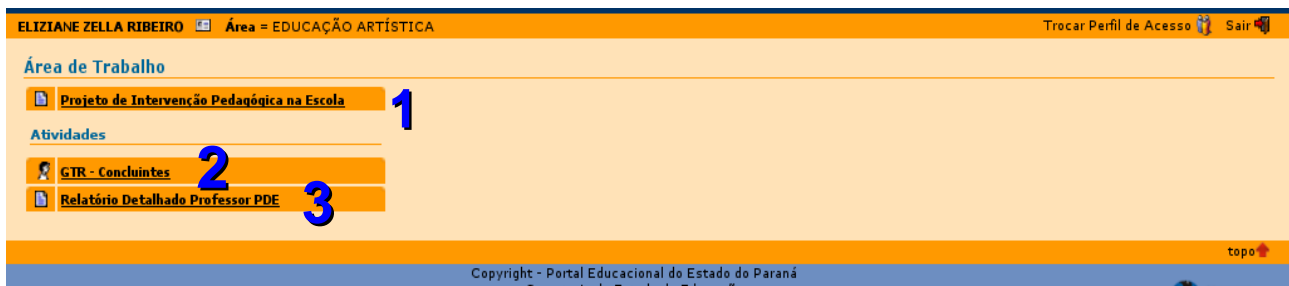 ELIZIANE ZELLA RIBEIRO Área = EDUCAÇÃO ARTÍSTICA Trocar Perfil de Acesso Sair
Área de Trabalho
Projeto de Intervenção Pedagógica na Escola 1
Atividades
GTR - Concluintes 2
Relatório Detalhado Professor PDE 3
topo
Copyright - Portal Educacional do Estado do Paraná